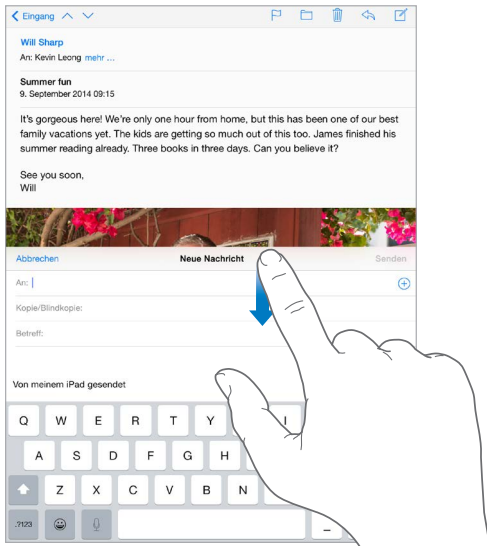 Eingang
Will Sharp
An: Kevin Leong mehr ...
Summer fun
9. September 2014 09:15
It's gorgeous here! We're only one hour from home, but this has been one of our best
family vacations yet. The kids are getting so much out of this too. James finished his
summer reading already. Three books in three days. Can you believe it?
See you soon,
Will
Abbrechen Neue Nachricht Senden
An:
Kopie/Blindkopie:
Betreff:
Von meinem iPad gesendet
Q W E R T Y I
A S D F G H
Z X C V B N
.?123 _